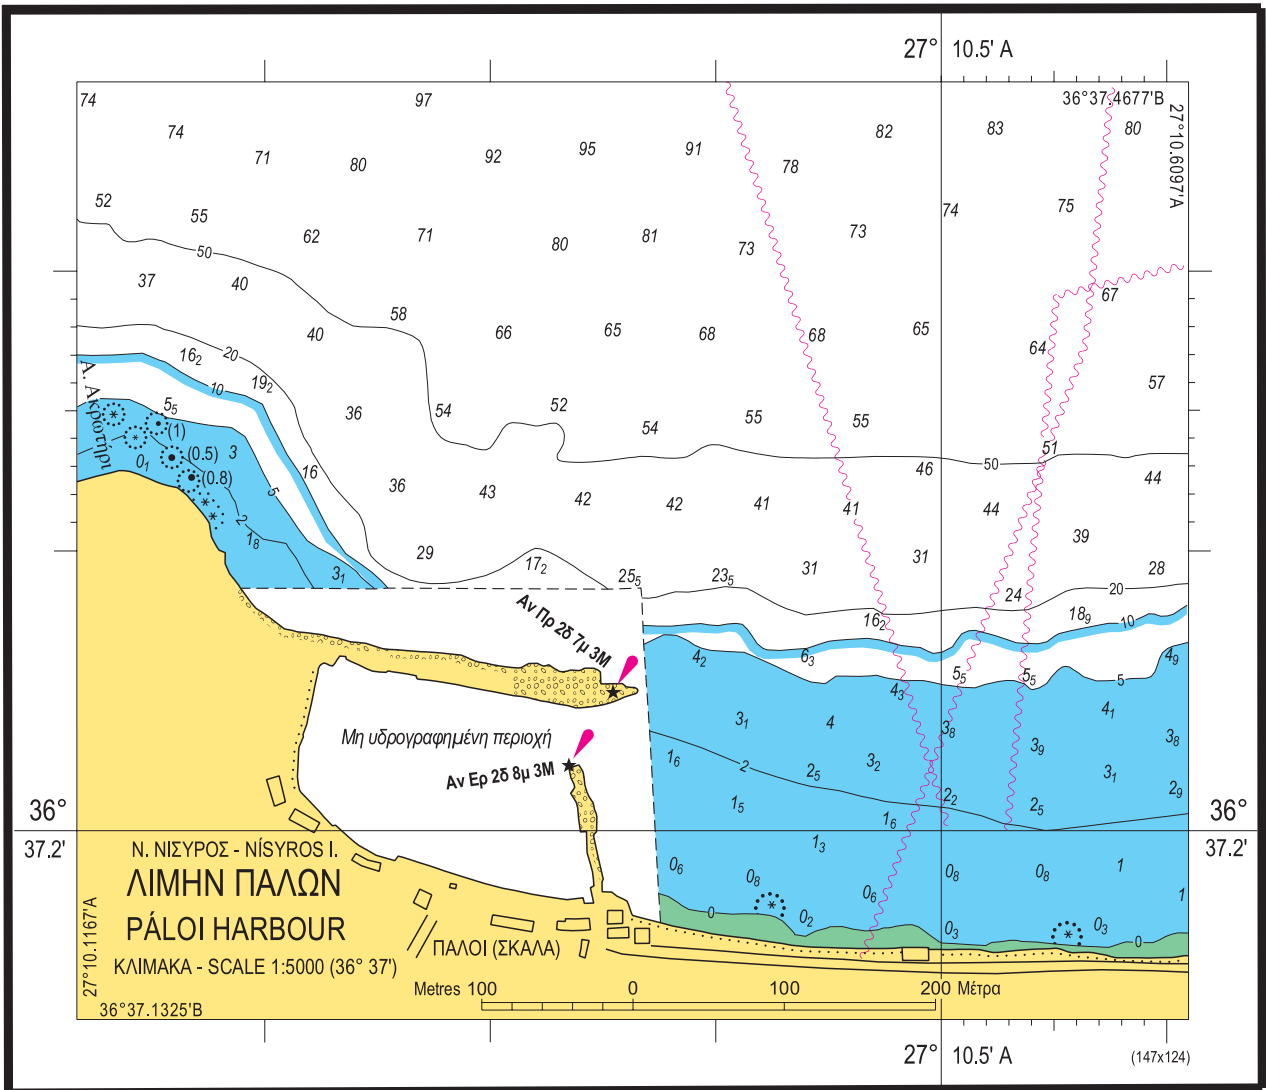 27° 10.5' A
36°37.4677'B
27°10.6097'A
74 97
74 71 80 92 95 91 78 82 83 80
52 55 62 71 80 81 73 73 74 75
50
37 40 58 40 66 65 68 68 65 67 64
20 16₂ 10 19₂ 36 54 52 54 55 55 57
Α. Ακρωτήρι
5₅ (1) (0.5) (0.8) 0₁ 3 5 2 1₈ 3₁
16 36 43 42 42 41 41 46 50 51 44
44 39 29 17₂ 25₅ 23₅ 31 31 24 20 28
16₂ 18₉ 10
Αν Πρ 2δ 7μ 3Μ
4₂ 6₃ 4₃ 5₅ 5₅ 5 4₉
3₁ 4 3₈ 4₁ 3₈
Μη υδρογραφημένη περιοχή
1₆ 2 2₅ 3₂ 3₉ 3₁ 2₉
Αν Ερ 2δ 8μ 3Μ
1₅ 1₆ 2₂ 2₅
36° 36°
37.2' 37.2'
1₃
0₆ 0₈ 0₆ 0₈ 0₈ 1 1
0 0₂ 0₃ 0₃ 0
Ν. ΝΙΣΥΡΟΣ - NÍSYROS I.
ΛΙΜΗΝ ΠΑΛΩΝ
PÁLOI HARBOUR
ΚΛΙΜΑΚΑ - SCALE 1:5000 (36° 37')
ΠΑΛΟΙ (ΣΚΑΛΑ)
27°10.1167'A
36°37.1325'B
Metres 100 0 100 200 Μέτρα
27° 10.5' A
(147x124)